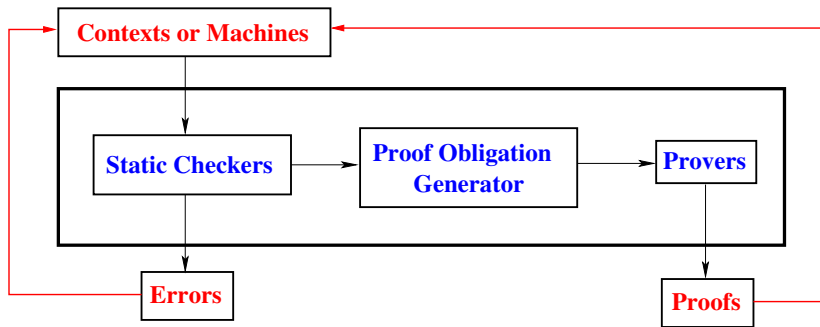 Contexts or Machines
Static Checkers
Proof Obligation
Generator
Provers
Errors
Proofs